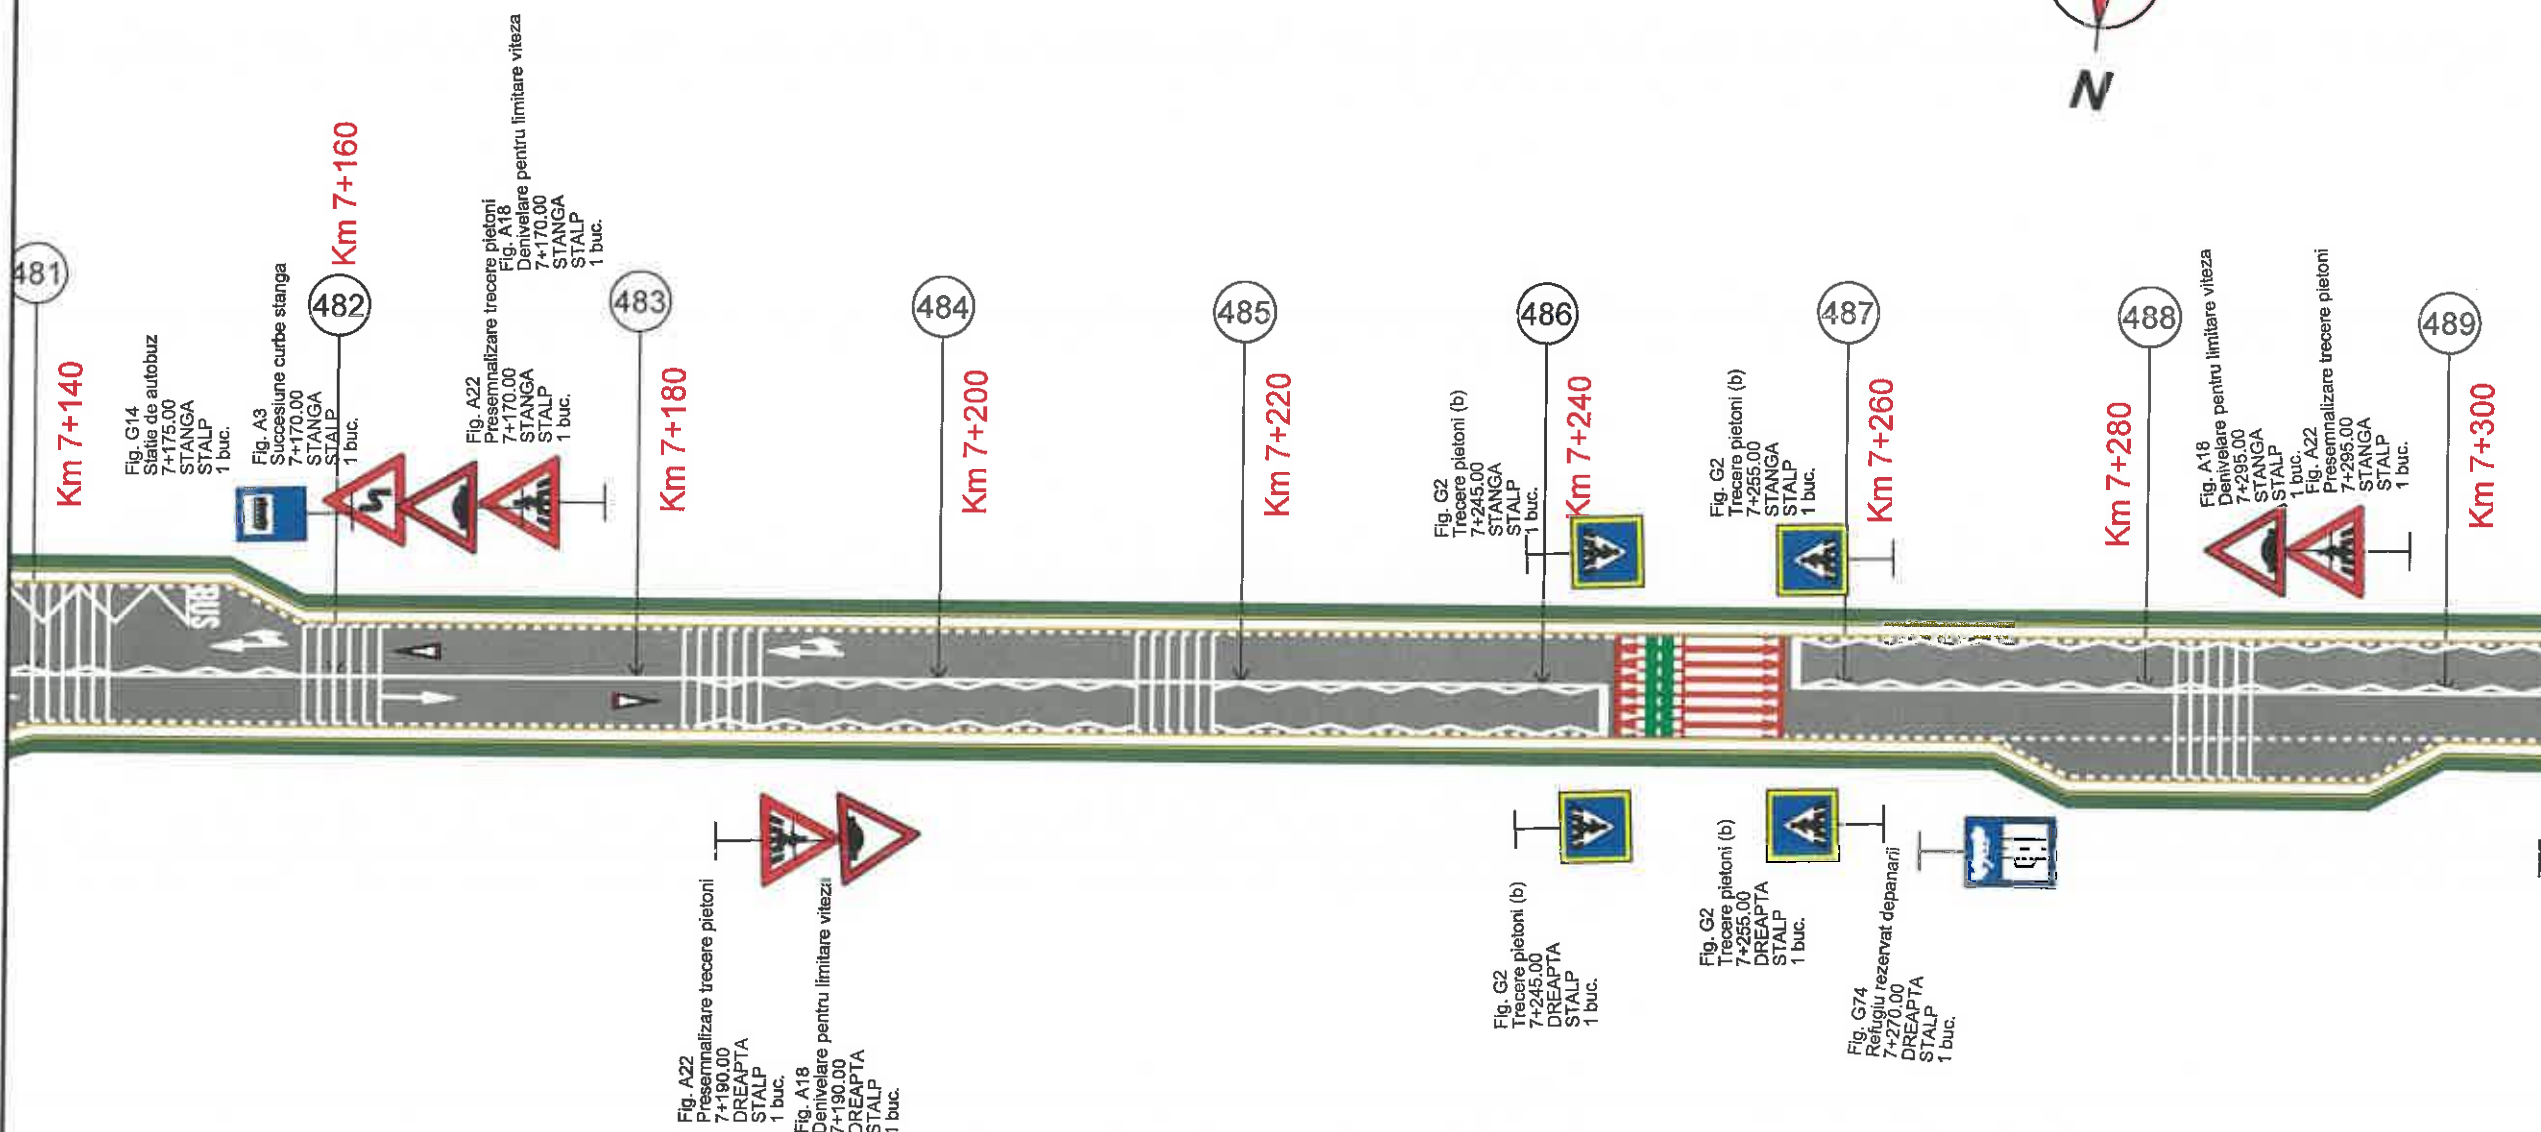 N
481
Km 7+140
Fig. G14
Statie de autobuz
7+175.00
STANGA
STALP
1 buc.
Fig. A3
Succesiune curbe stanga
7+170.00
STANGA
STALP
1 buc.
482
Km 7+160
Fig. A22
Presemnalizare trecere pietoni
7+170.00
STANGA
STALP
1 buc.
Fig. A18
Denivelare pentru limitare viteza
7+170.00
STANGA
STALP
1 buc.
483
Km 7+180
484
Km 7+200
485
Km 7+220
Fig. G2
Trecere pietoni (b)
7+245.00
STANGA
STALP
1 buc.
486
Km 7+240
Fig. G2
Trecere pietoni (b)
7+255.00
STANGA
STALP
1 buc.
487
Km 7+260
488
Km 7+280
Fig. A18
Denivelare pentru limitare viteza
7+295.00
STANGA
STALP
1 buc.
Fig. A22
Presemnalizare trecere pietoni
7+295.00
STANGA
STALP
1 buc.
489
Km 7+300
BUS
Fig. A22
Presemnalizare trecere pietoni
7+190.00
DREAPTA
STALP
1 buc.
Fig. A18
Denivelare pentru limitare viteza
7+190.00
DREAPTA
STALP
1 buc.
Fig. G2
Trecere pietoni (b)
7+245.00
DREAPTA
STALP
1 buc.
Fig. G2
Trecere pietoni (b)
7+255.00
DREAPTA
STALP
1 buc.
Fig. G74
Refugiu rezervat depanarii
7+270.00
DREAPTA
STALP
1 buc.